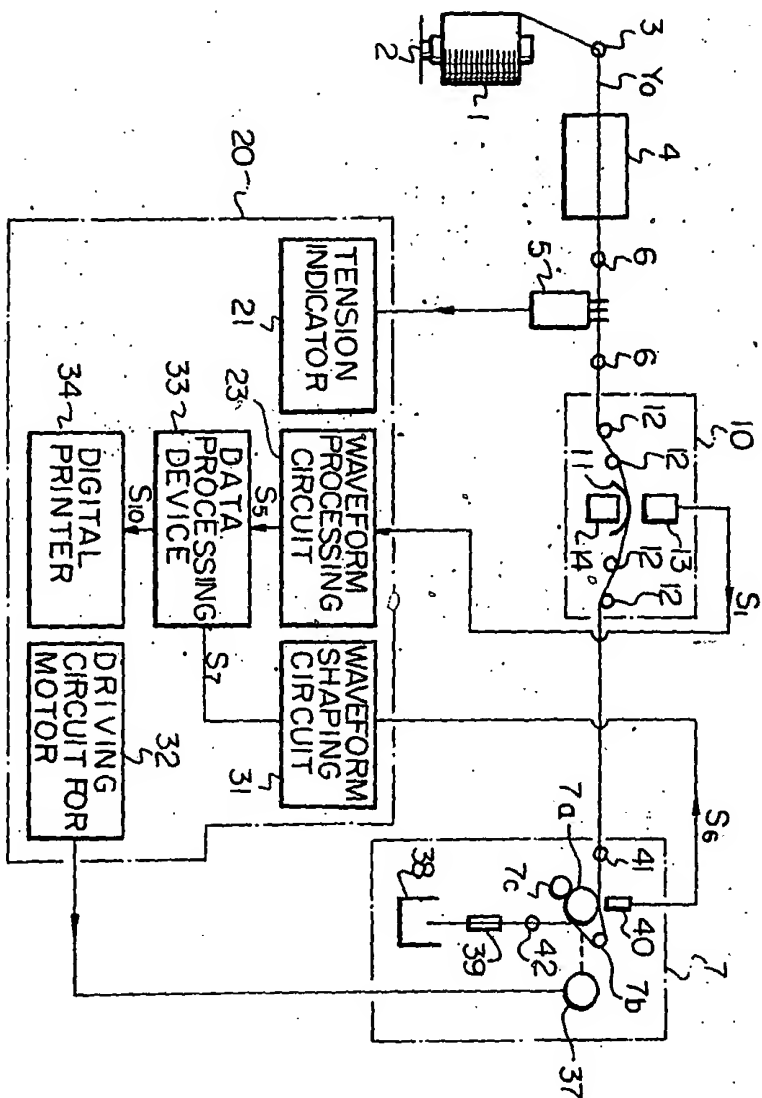 3
Yo
4
6
5
6
10
12
12
11
13
14
12
12
S1
2
1
20
TENSION
INDICATOR
21
WAVEFORM
PROCESSING
CIRCUIT
23
S5
WAVEFORM
SHAPING
CIRCUIT
31
S7
DATA
PROCESSING
DEVICE
33
S10
DIGITAL
PRINTER
34
DRIVING
CIRCUIT FOR
MOTOR
32
S6
7
41
40
7a
7b
7c
42
39
38
37